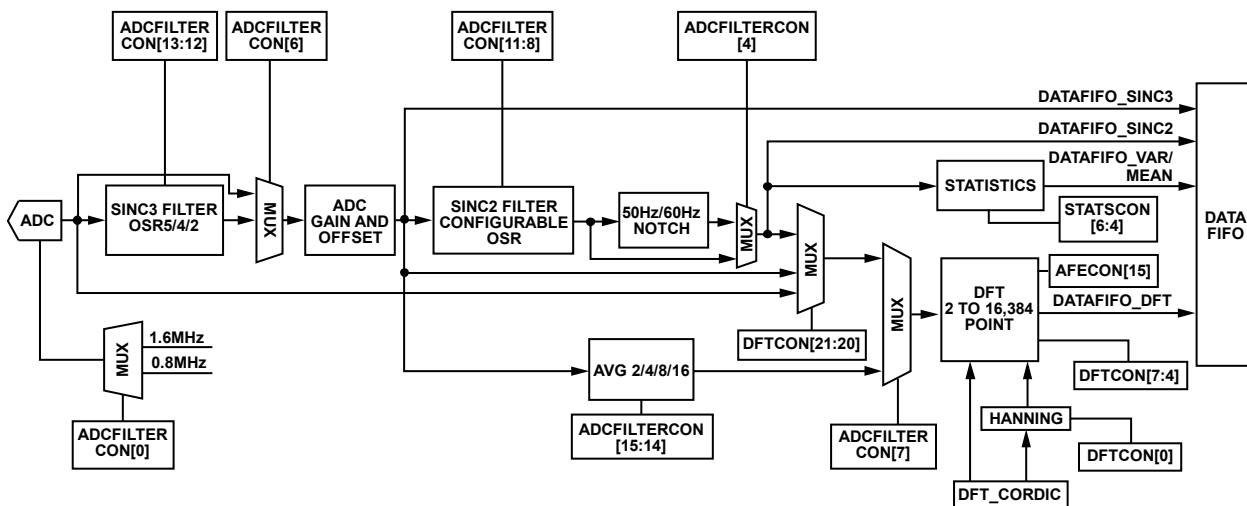 ADCFILTER
CON[13:12]
ADCFILTER
CON[6]
ADCFILTER
CON[11:8]
ADCFILTERCON
[4]
DATAFIFO_SINC3
DATAFIFO_SINC2
DATAFIFO_VAR/
MEAN
STATISTICS
STATSCON
[6:4]
DATA
FIFO
ADC
SINC3 FILTER
OSR5/4/2
MUX
ADC
GAIN AND
OFFSET
SINC2 FILTER
CONFIGURABLE
OSR
50Hz/60Hz
NOTCH
MUX
MUX
MUX
DFT
2 TO 16,384
POINT
AFECON[15]
DATAFIFO_DFT
DFTCON[21:20]
MUX
1.6MHz
0.8MHz
AVG 2/4/8/16
DFTCON[7:4]
HANNING
ADCFILTER
CON[0]
ADCFILTERCON
[15:14]
ADCFILTER
CON[7]
DFTCON[0]
DFT_CORDIC